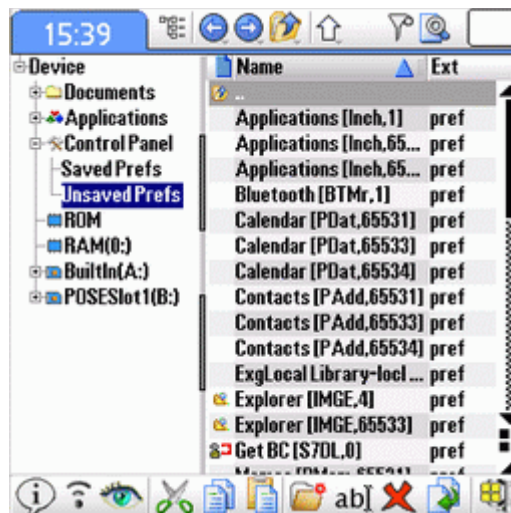 15:39
Device
Documents
Applications
Control Panel
Saved Prefs
Unsaved Prefs
ROM
RAM(0:)
BuiltIn(A:)
POSESlot1(B:)
Name Ext
..
Applications [Inch,1] pref
Applications [Inch,65... pref
Applications [Inch,65... pref
Bluetooth [BTMr,1] pref
Calendar [PDat,65531] pref
Calendar [PDat,65533] pref
Calendar [PDat,65534] pref
Contacts [PAdd,65531] pref
Contacts [PAdd,65533] pref
Contacts [PAdd,65534] pref
ExgLocal Library-locl ... pref
Explorer [IMGE,4] pref
Explorer [IMGE,65533] pref
Get BC [S7DL,0] pref
ab